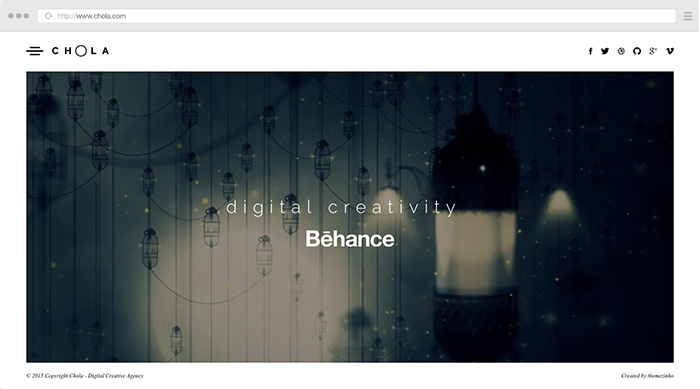 http://www.chola.com
CHOLA
digital creativity
Bēhance
© 2015 Copyright Chola - Digital Creative Agency
Created by themezinho